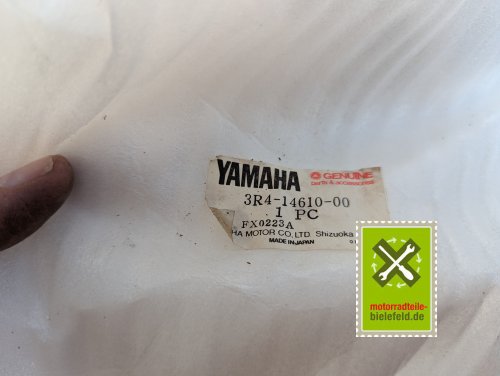 YAMAHA
GENUINE
parts & accessories
3R4-14610-00
1 PC
FX0223A
HA MOTOR CO., LTD. Shizuoka
MADE IN JAPAN
motorradteile-
bielefeld.de